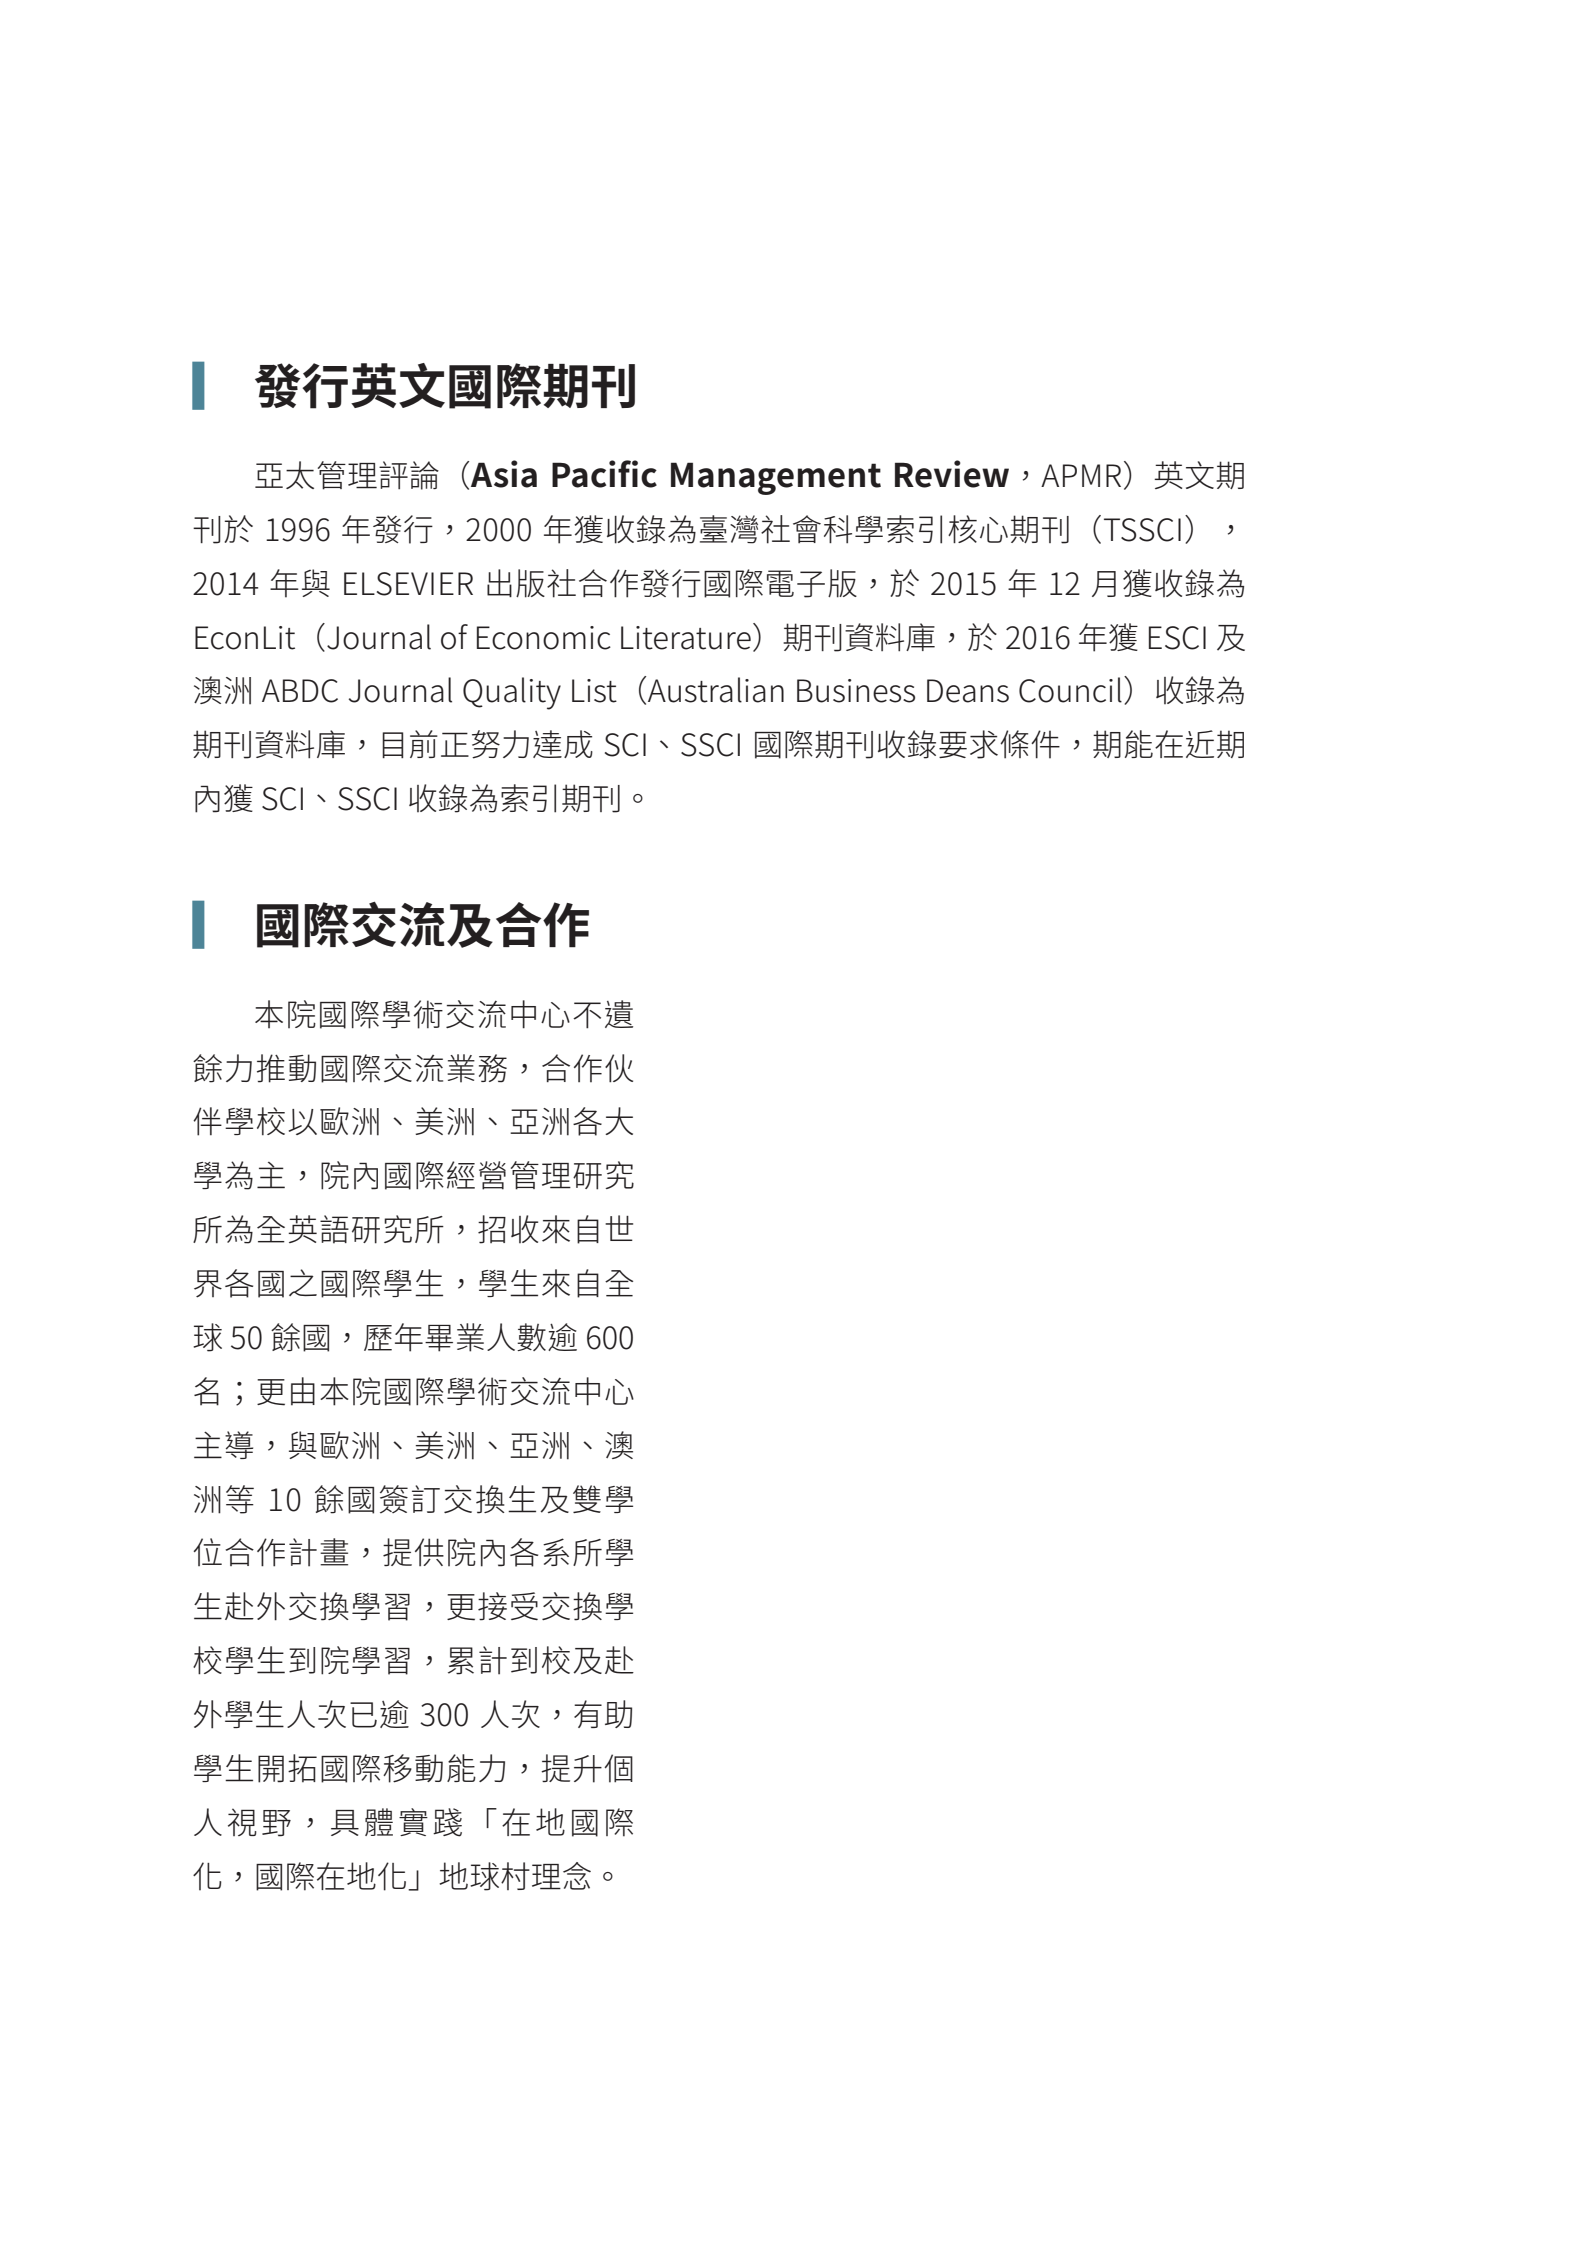 發行英文國際期刊
亞太管理評論（Asia Pacific Management Review，APMR）英文期
刊於 1996 年發行，2000 年獲收錄為臺灣社會科學索引核心期刊（TSSCI），
2014 年與 ELSEVIER 出版社合作發行國際電子版，於 2015 年 12 月獲收錄為
EconLit（Journal of Economic Literature）期刊資料庫，於 2016 年獲 ESCI 及
澳洲 ABDC Journal Quality List（Australian Business Deans Council）收錄為
期刊資料庫，目前正努力達成 SCI、SSCI 國際期刊收錄要求條件，期能在近期
內獲 SCI、SSCI 收錄為索引期刊。
國際交流及合作
本院國際學術交流中心不遺
餘力推動國際交流業務，合作伙
伴學校以歐洲、美洲、亞洲各大
學為主，院內國際經營管理研究
所為全英語研究所，招收來自世
界各國之國際學生，學生來自全
球 50 餘國，歷年畢業人數逾 600
名；更由本院國際學術交流中心
主導，與歐洲、美洲、亞洲、澳
洲等 10 餘國簽訂交換生及雙學
位合作計畫，提供院內各系所學
生赴外交換學習，更接受交換學
校學生到院學習，累計到校及赴
外學生人次已逾 300 人次，有助
學生開拓國際移動能力，提升個
人視野，具體實踐「在地國際
化，國際在地化」地球村理念。